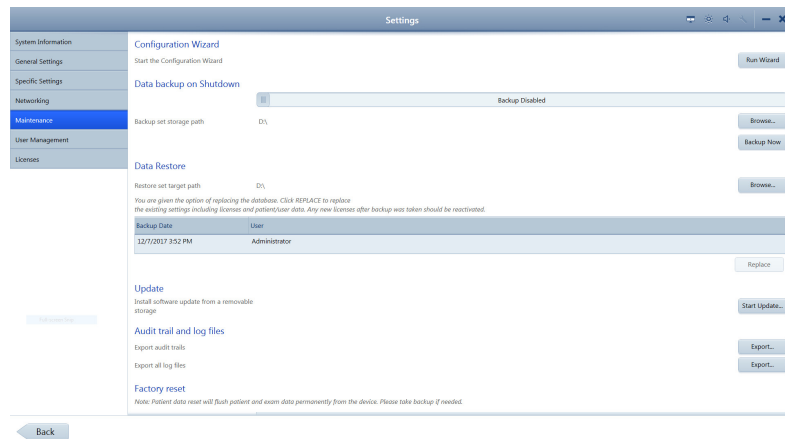 Settings
System Information
General Settings
Specific Settings
Networking
Maintenance
User Management
Licenses
Configuration Wizard
Start the Configuration Wizard
Run Wizard
Data backup on Shutdown
Backup Disabled
Backup set storage path
D:\
Browse...
Backup Now
Data Restore
Restore set target path
D:\
Browse...
You are given the option of replacing the database. Click REPLACE to replace
the existing settings including licenses and patient/user data. Any new licenses after backup was taken should be reactivated.
Backup Date User
12/7/2017 3:52 PM Administrator
Replace
Update
Install software update from a removable
storage
Start Update...
Audit trail and log files
Export audit trails
Export...
Export all log files
Export...
Factory reset
Note: Patient data reset will flush patient and exam data permanently from the device. Please take backup if needed.
Back